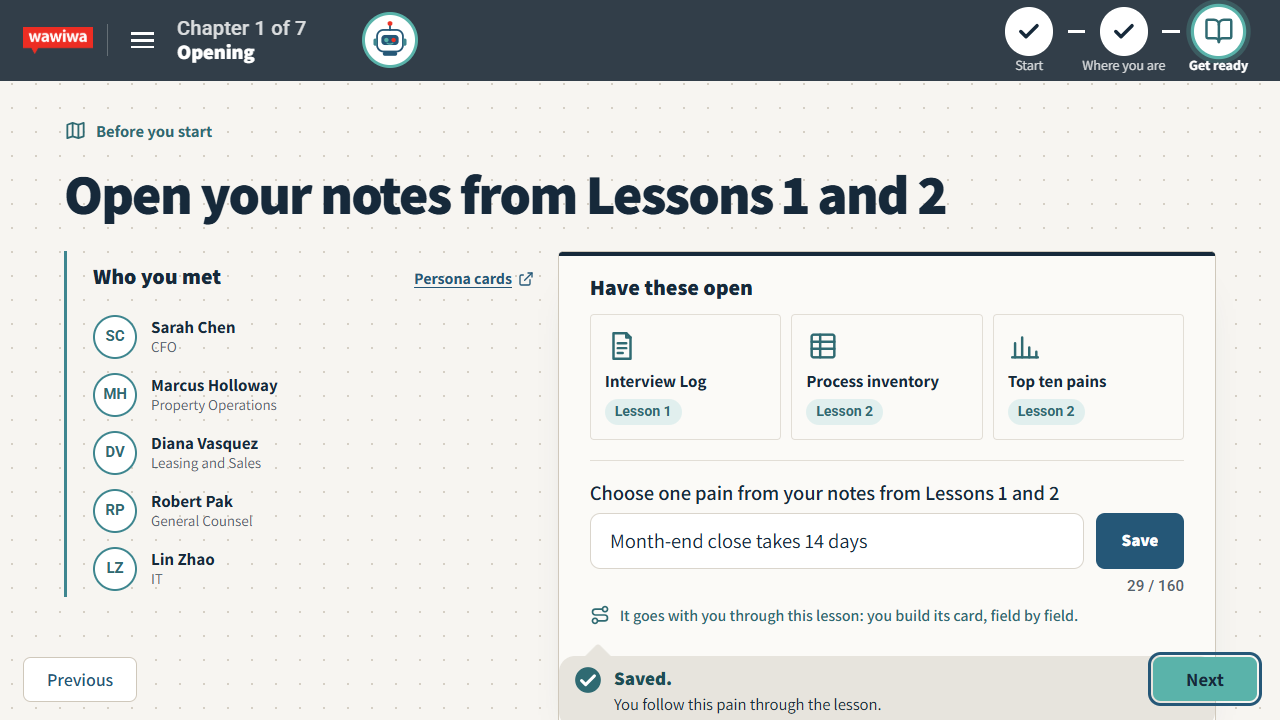 wawiwa
Chapter 1 of 7
Opening
Start
Where you are
Get ready
Before you start
Open your notes from Lessons 1 and 2
Who you met
Persona cards
SC
Sarah Chen
CFO
MH
Marcus Holloway
Property Operations
DV
Diana Vasquez
Leasing and Sales
RP
Robert Pak
General Counsel
LZ
Lin Zhao
IT
Have these open
Interview Log
Lesson 1
Process inventory
Lesson 2
Top ten pains
Lesson 2
Choose one pain from your notes from Lessons 1 and 2
Month-end close takes 14 days
Save
29 / 160
It goes with you through this lesson: you build its card, field by field.
Saved.
You follow this pain through the lesson.
Previous
Next